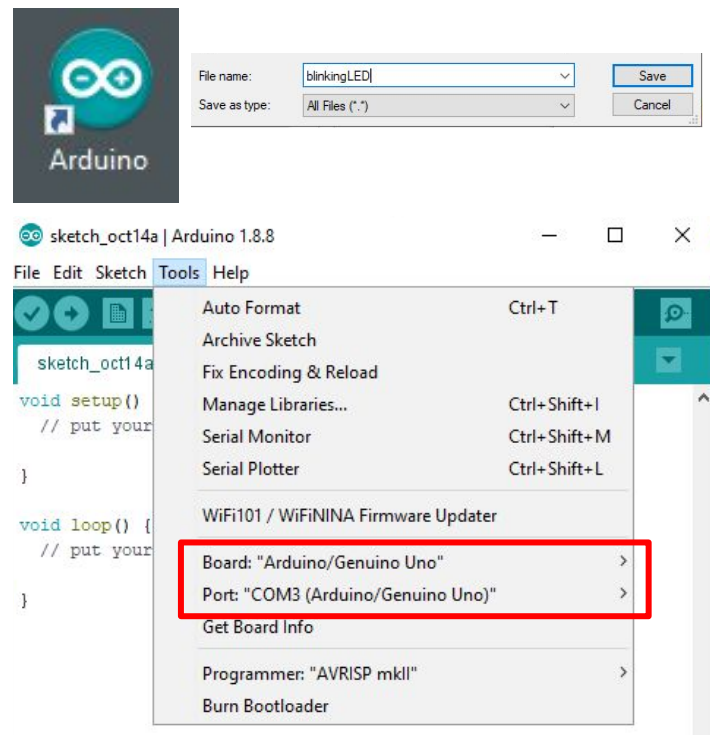 Arduino
File name: blinkingLED
Save
Save as type: All Files (*.*)
Cancel
sketch_oct14a | Arduino 1.8.8
File Edit Sketch Tools Help
Auto Format Ctrl+T
Archive Sketch
sketch_oct14a
Fix Encoding & Reload
void setup()
Manage Libraries... Ctrl+Shift+I
// put your
Serial Monitor Ctrl+Shift+M
Serial Plotter Ctrl+Shift+L
}
WiFi101 / WiFiNINA Firmware Updater
void loop() {
// put your
Board: "Arduino/Genuino Uno"
Port: "COM3 (Arduino/Genuino Uno)"
}
Get Board Info
Programmer: "AVRISP mkII"
Burn Bootloader